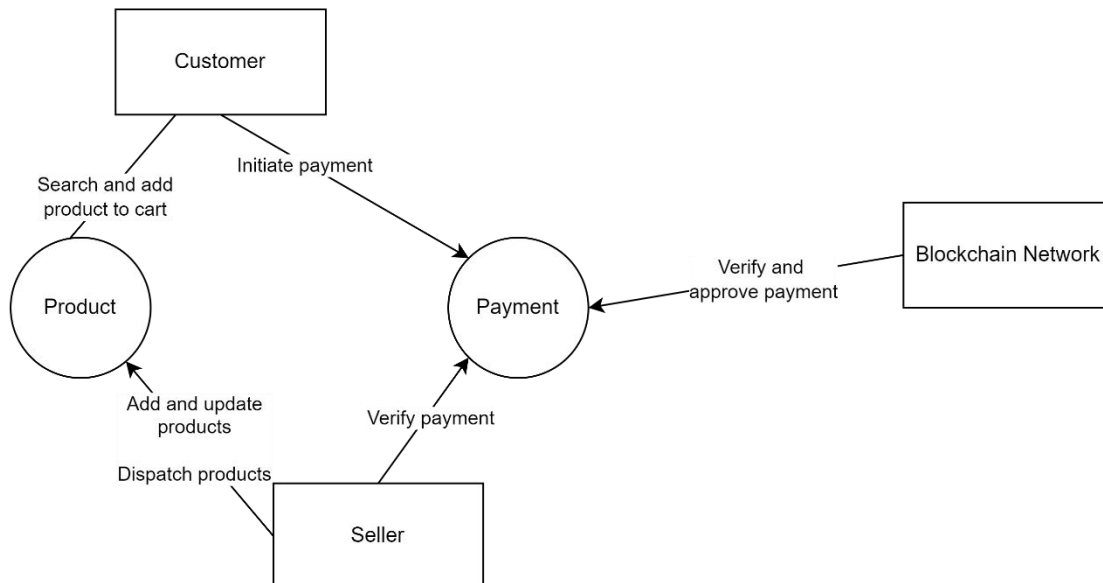 Customer
Initiate payment
Search and add
product to cart
Blockchain Network
Verify and
approve payment
Product
Payment
Add and update
products
Verify payment
Dispatch products
Seller